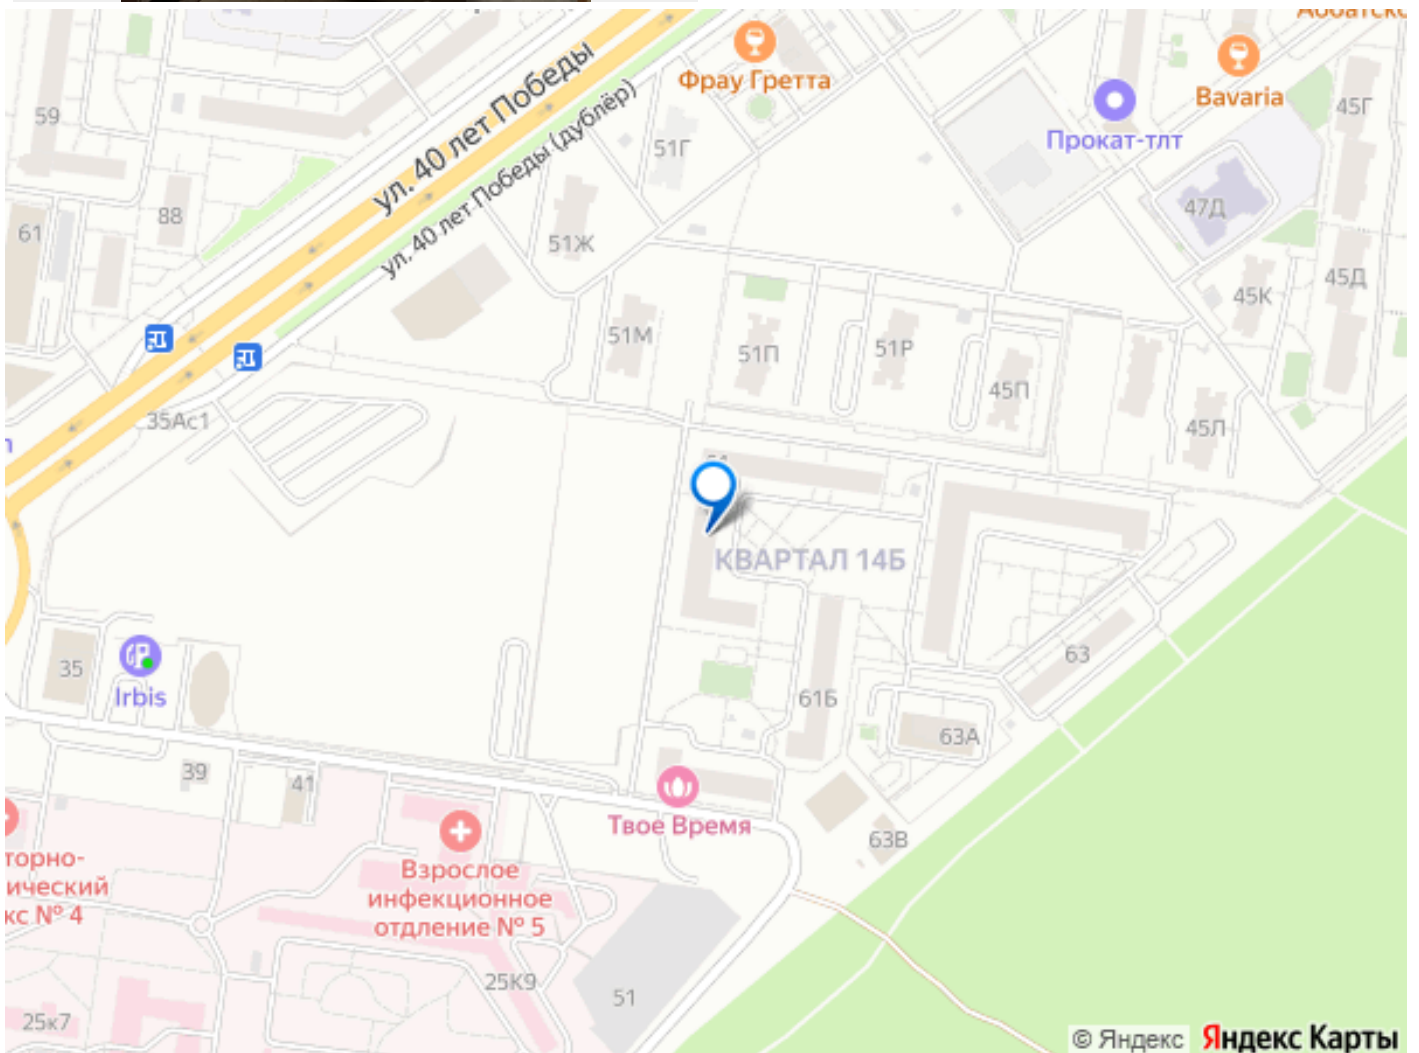 59
ул. 40 лет Победы
Фрау Гретта
Bavaria
45Г
Прокат-тлт
ул. 40 лет Победы (дублёр)
51Г
88
61
51Ж
47Д
45К
45Д
51М
51П
51Р
45П
35Ас1
45Л
КВАРТАЛ 14Б
35
Irbis
63
61Б
63А
39
41
Твое Время
63В
Взрослое
инфекционное
отдление № 5
торно-
ический
кс № 4
25К9
51
25к7
© Яндекс Яндекс Карты